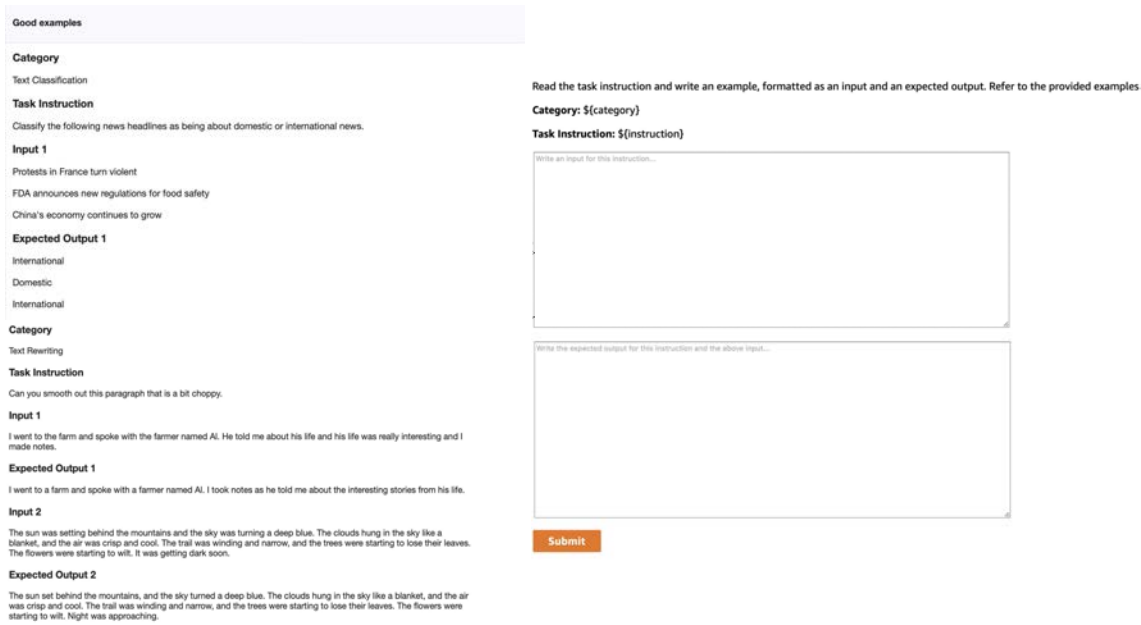 Good examples
Category
Text Classification
Task Instruction
Classify the following news headlines as being about domestic or international news.
Input 1
Protests in France turn violent
FDA announces new regulations for food safety
China's economy continues to grow
Expected Output 1
International
Domestic
International
Category
Text Rewriting
Task Instruction
Can you smooth out this paragraph that is a bit choppy.
Input 1
I went to the farm and spoke with the farmer named Al. He told me about his life and his life was really interesting and I
made notes.
Expected Output 1
I went to a farm and spoke with a farmer named Al. I took notes as he told me about the interesting stories from his life.
Input 2
The sun was setting behind the mountains and the sky was turning a deep blue. The clouds hung in the sky like a
blanket, and the air was crisp and cool. The trail was winding and narrow, and the trees were starting to lose their leaves.
The flowers were starting to wilt. It was getting dark soon.
Expected Output 2
The sun set behind the mountains, and the sky turned a deep blue. The clouds hung in the sky like a blanket, and the air
was crisp and cool. The trail was winding and narrow, and the trees were starting to lose their leaves. The flowers were
starting to wilt. Night was approaching.
Read the task instruction and write an example, formatted as an input and an expected output. Refer to the provided examples
Category: ${category}
Task Instruction: ${instruction}
Write an input for this instruction...
Write the expected output for this instruction and the above input...
Submit